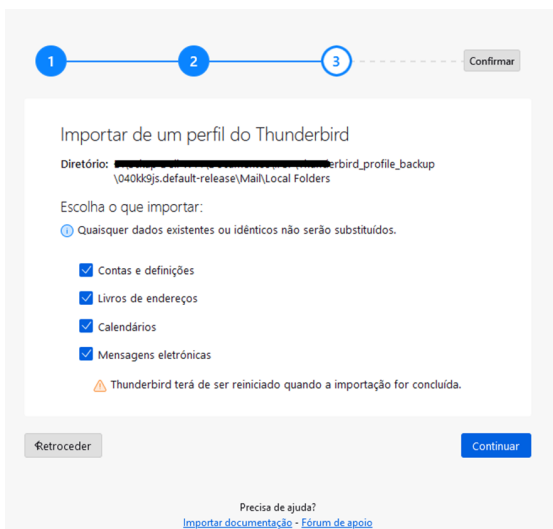 1 2 3 Confirmar
Importar de um perfil do Thunderbird
Diretório: erbird_profile_backup
\040kk9js.default-release\Mail\Local Folders
Escolha o que importar:
Quaisquer dados existentes ou idênticos não serão substituídos.
Contas e definições
Livros de endereços
Calendários
Mensagens eletrónicas
Thunderbird terá de ser reiniciado quando a importação for concluída.
Retroceder Continuar
Precisa de ajuda?
Importar documentação - Fórum de apoio